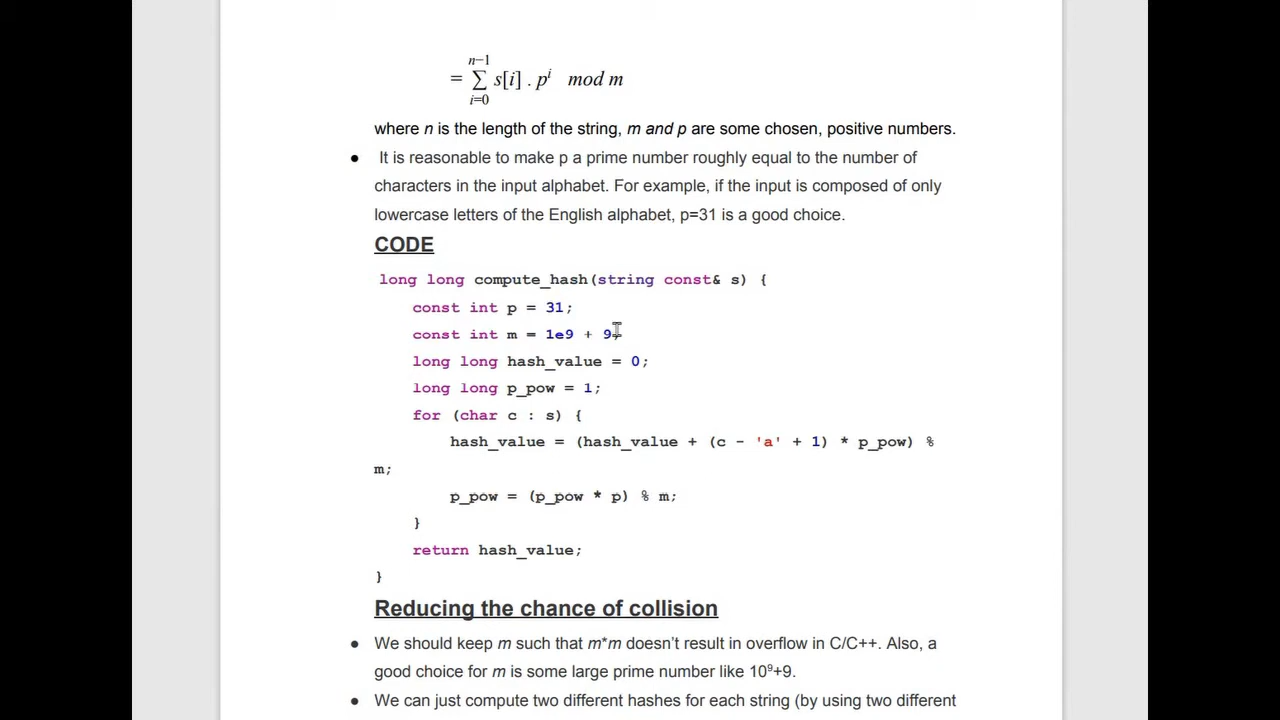 n−1
= ∑ s[i] . pⁱ mod m
i=0
where n is the length of the string, m and p are some chosen, positive numbers.
● It is reasonable to make p a prime number roughly equal to the number of
characters in the input alphabet. For example, if the input is composed of only
lowercase letters of the English alphabet, p=31 is a good choice.
CODE
long long compute_hash(string const& s) {
    const int p = 31;
    const int m = 1e9 + 9;
    long long hash_value = 0;
    long long p_pow = 1;
    for (char c : s) {
        hash_value = (hash_value + (c - 'a' + 1) * p_pow) %
m;
        p_pow = (p_pow * p) % m;
    }
    return hash_value;
}
Reducing the chance of collision
● We should keep m such that m*m doesn’t result in overflow in C/C++. Also, a
good choice for m is some large prime number like 10⁹+9.
● We can just compute two different hashes for each string (by using two different